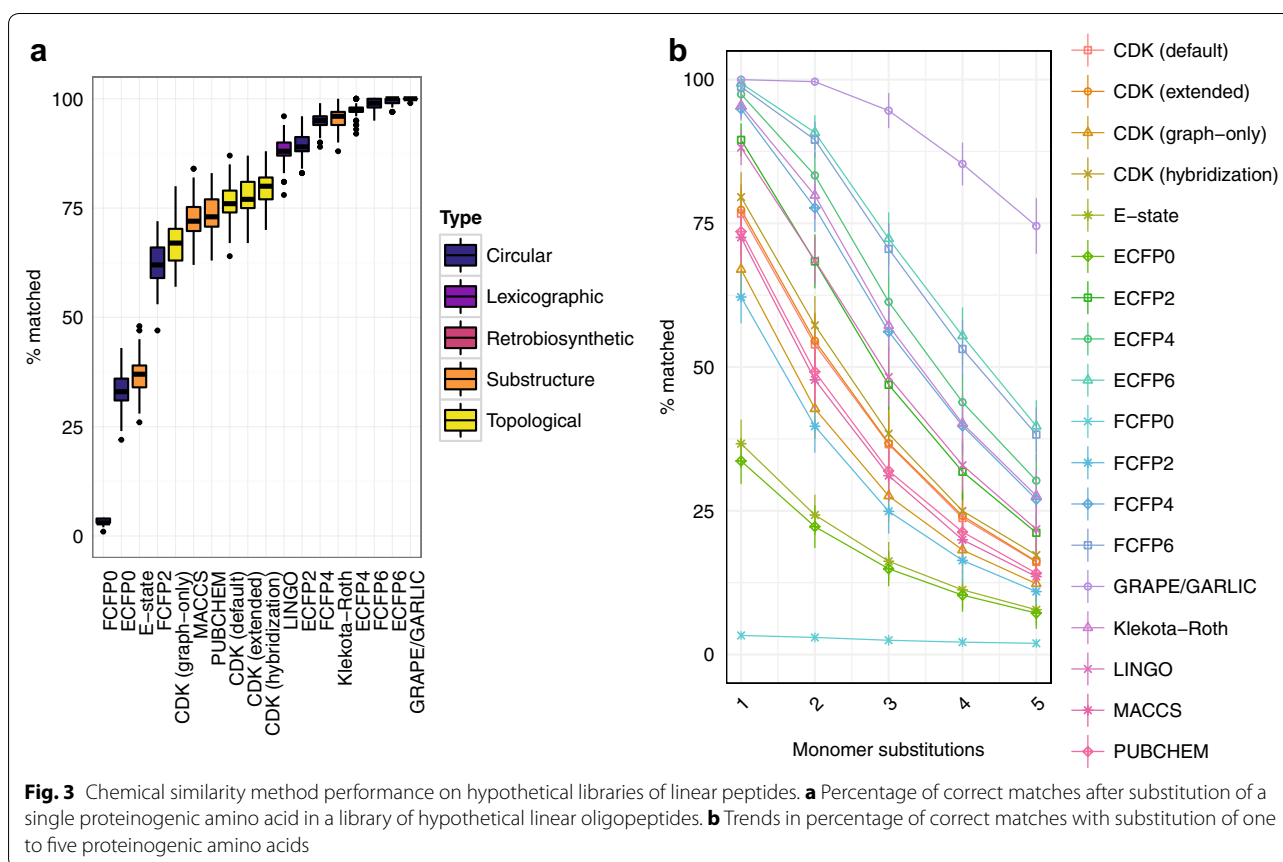 a
100
75
50
25
0
% matched
FCFP0
ECFP0
E-state
FCFP2
CDK (graph-only)
MACCS
PUBCHEM
CDK (default)
CDK (extended)
CDK (hybridization)
LINGO
ECFP2
FCFP4
Klekota-Roth
ECFP4
FCFP6
ECFP6
GRAPE/GARLIC
Type
Circular
Lexicographic
Retrobiosynthetic
Substructure
Topological
b
100
75
50
25
0
% matched
1
2
3
4
5
Monomer substitutions
CDK (default)
CDK (extended)
CDK (graph-only)
CDK (hybridization)
E-state
ECFP0
ECFP2
ECFP4
ECFP6
FCFP0
FCFP2
FCFP4
FCFP6
GRAPE/GARLIC
Klekota-Roth
LINGO
MACCS
PUBCHEM
Fig. 3 Chemical similarity method performance on hypothetical libraries of linear peptides. a Percentage of correct matches after substitution of a
single proteinogenic amino acid in a library of hypothetical linear oligopeptides. b Trends in percentage of correct matches with substitution of one
to five proteinogenic amino acids